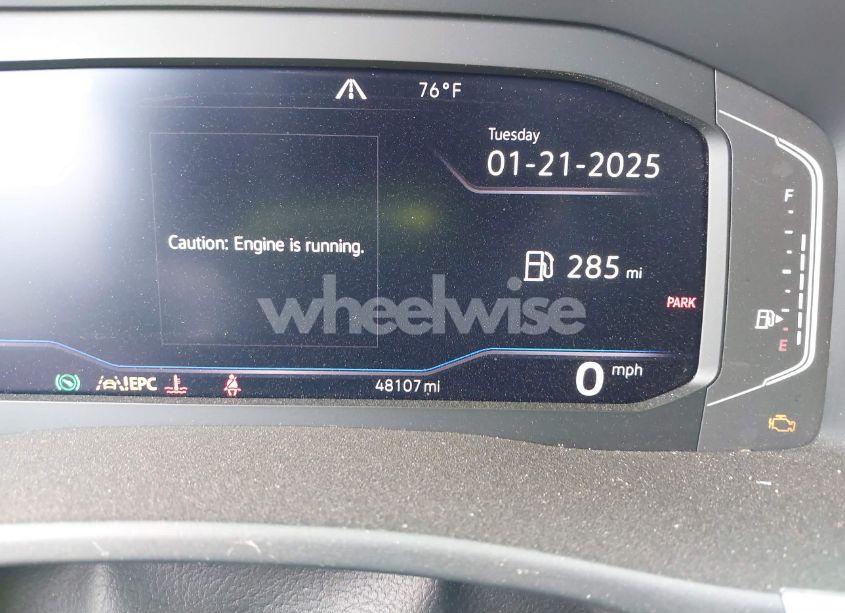 76°F
Tuesday
01-21-2025
F
Caution: Engine is running.
285 mi
wheelwise
PARK
E
EPC
48107 mi
0 mph